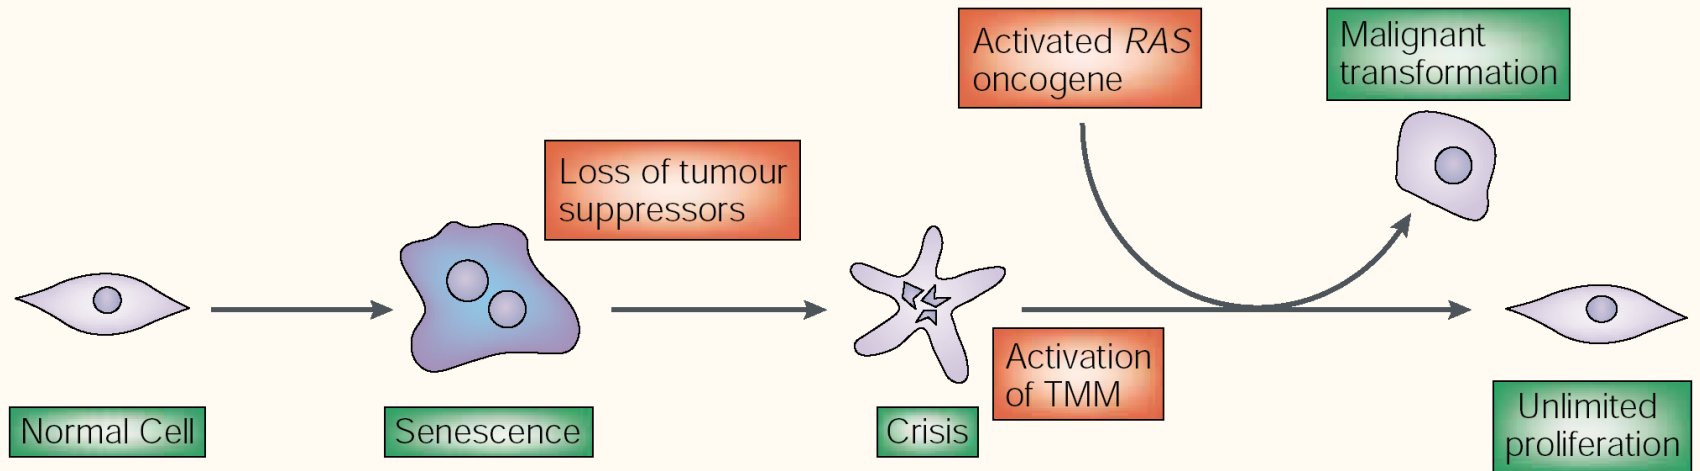 Activated RAS
oncogene
Malignant
transformation
Loss of tumour
suppressors
Activation
of TMM
Normal Cell
Senescence
Crisis
Unlimited
proliferation